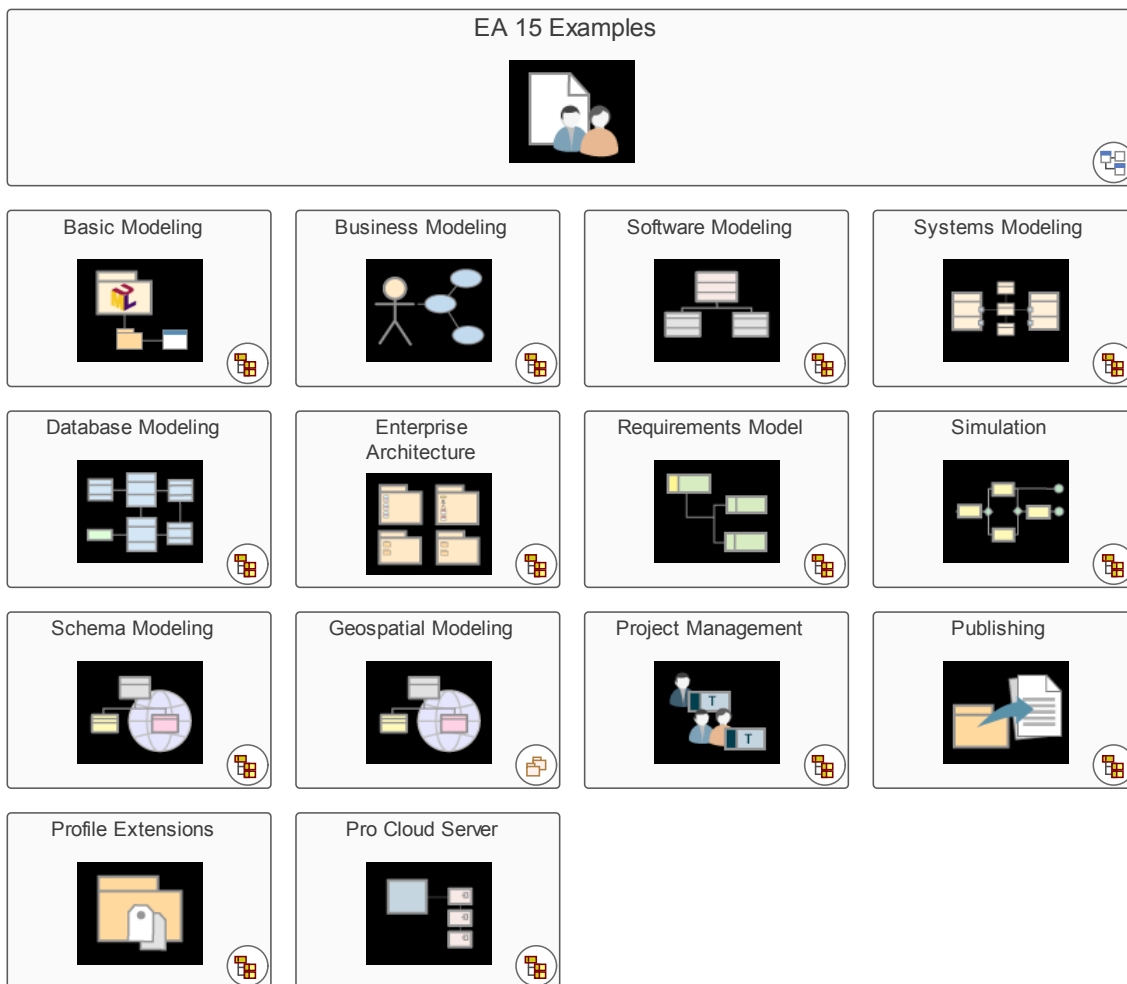 EA 15 Examples
Basic Modeling
Business Modeling
Software Modeling
Systems Modeling
UML
Database Modeling
Enterprise
Architecture
Requirements Model
Simulation
Schema Modeling
Geospatial Modeling
Project Management
Publishing
T
T
Profile Extensions
Pro Cloud Server